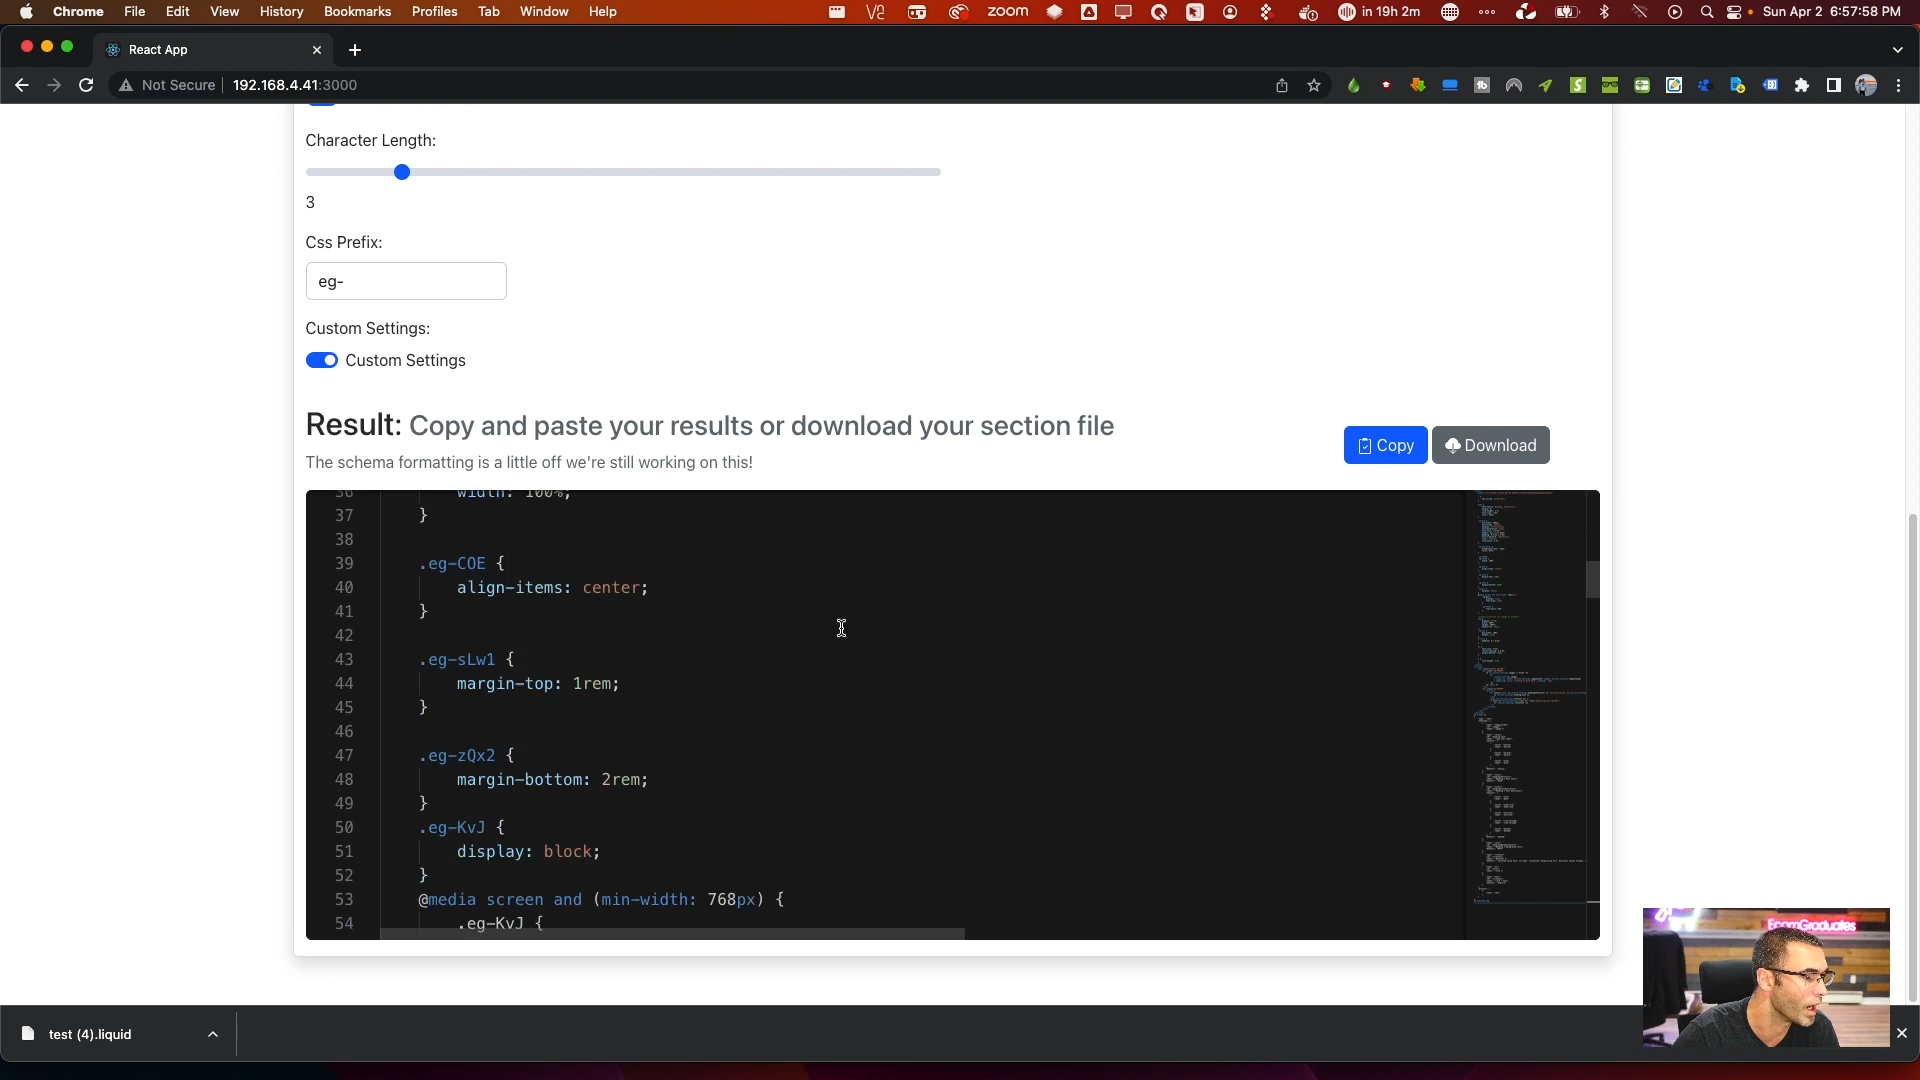 Chrome File Edit View History Bookmarks Profiles Tab Window Help zoom in 19h 2m Sun Apr 2 6:57:58 PM
React App
Not Secure 192.168.4.41:3000
Character Length:
3
Css Prefix:
eg-
Custom Settings:
Custom Settings
Result: Copy and paste your results or download your section file
The schema formatting is a little off we're still working on this!
Copy Download
36 width: 100%;
37 }
38
39 .eg-COE {
40 align-items: center;
41 }
42
43 .eg-sLw1 {
44 margin-top: 1rem;
45 }
46
47 .eg-zQx2 {
48 margin-bottom: 2rem;
49 }
50 .eg-KvJ {
51 display: block;
52 }
53 @media screen and (min-width: 768px) {
54 .eg-KvJ {
EcomGraduates
test (4).liquid